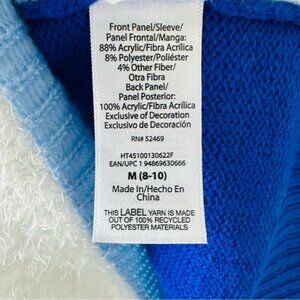 Front Panel/Sleeve/
Panel Frontal/Manga:
88% Acrylic/Fibra Acrílica
8% Polyester/Poliéster
4% Other Fiber/
Otra Fibra
Back Panel/
Panel Posterior:
100% Acrylic/Fibra Acrílica
Exclusive of Decoration
Exclusivo de Decoración
RN# 52469
HT45100130622F
EAN/UPC 1 94869630666
M (8-10)
Made In/Hecho En
China
THIS LABEL YARN IS MADE
OUT OF 100% RECYCLED
POLYESTER MATERIALS